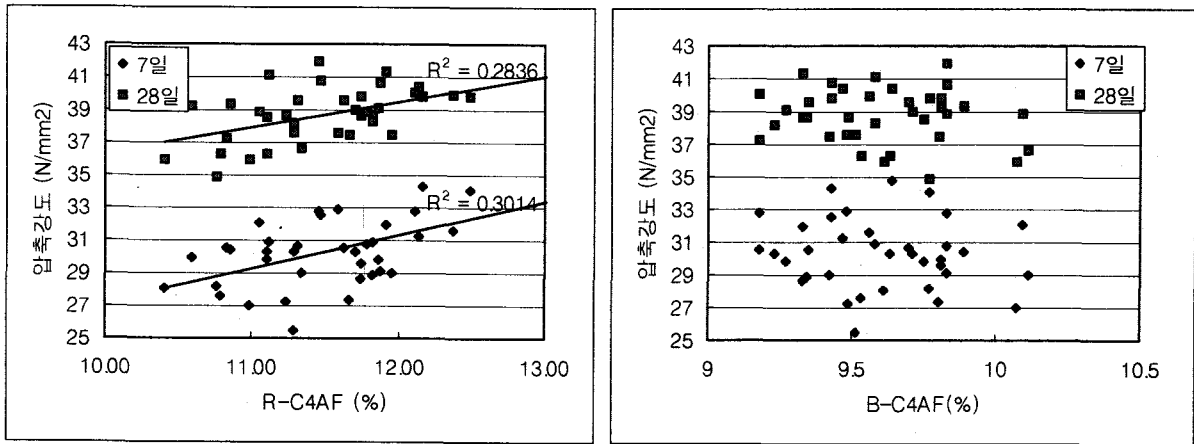 압축강도 (N/mm2)
43
41
39
37
35
33
31
29
27
25
7일
28일
R² = 0.2836
R² = 0.3014
10.00
11.00
12.00
13.00
R-C4AF (%)
압축강도 (N/mm2)
43
41
39
37
35
33
31
29
27
25
7일
28일
9
9.5
10
10.5
B-C4AF(%)